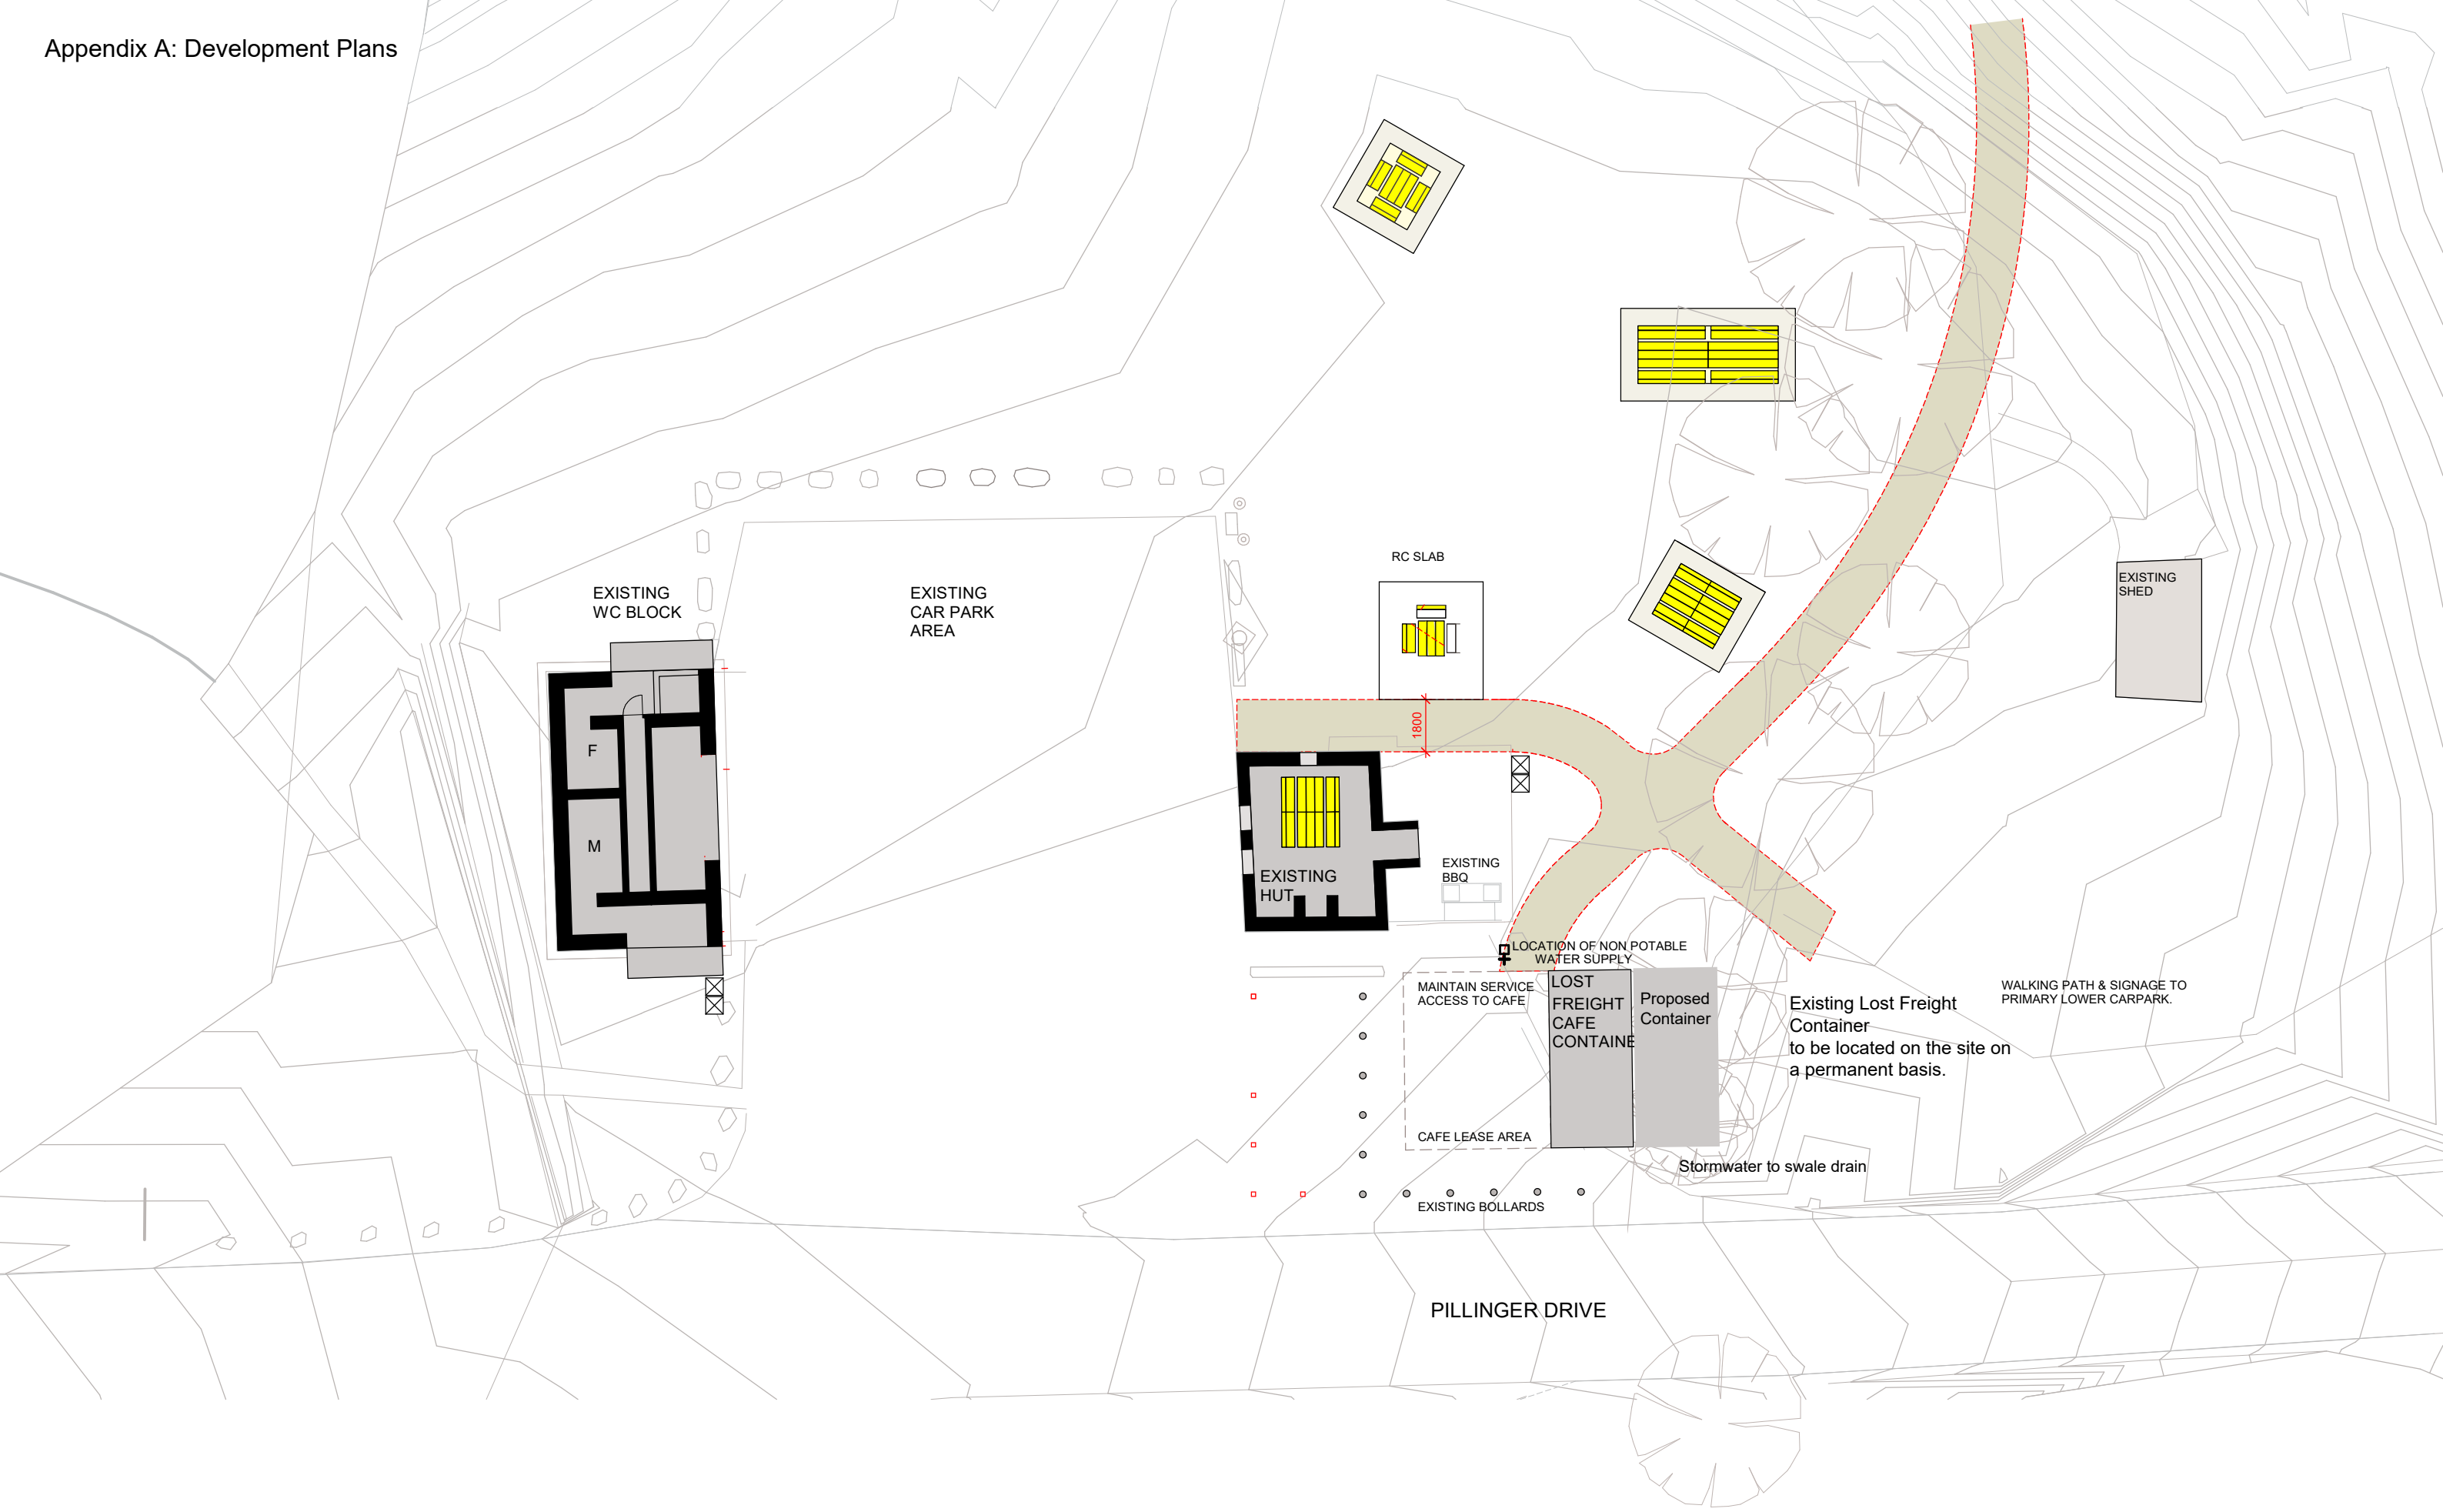 Appendix A: Development Plans
RC SLAB
EXISTING
WC BLOCK
EXISTING
CAR PARK
AREA
EXISTING
SHED
1800
F
M
EXISTING
HUT
EXISTING
BBQ
LOCATION OF NON POTABLE
WATER SUPPLY
MAINTAIN SERVICE
ACCESS TO CAFE
LOST
FREIGHT
CAFE
CONTAINE
Proposed
Container
Existing Lost Freight
Container
to be located on the site on
a permanent basis.
WALKING PATH & SIGNAGE TO
PRIMARY LOWER CARPARK.
CAFE LEASE AREA
Stormwater to swale drain
EXISTING BOLLARDS
PILLINGER DRIVE